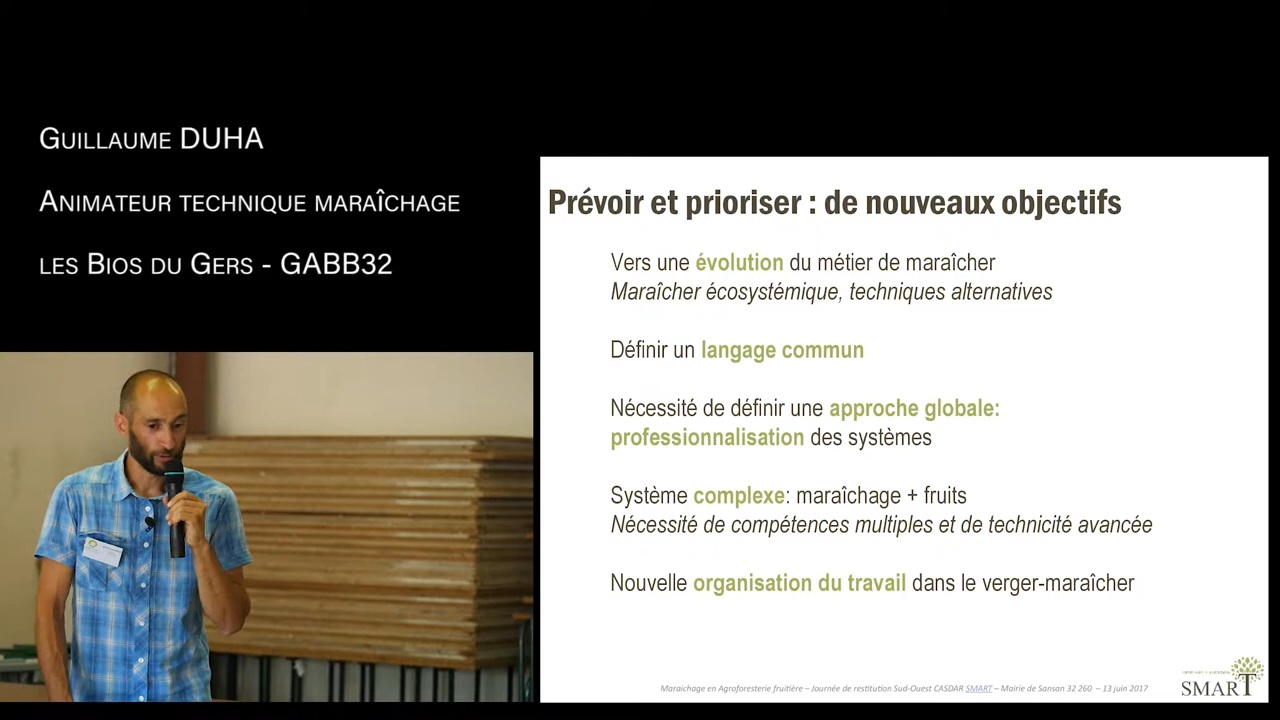 Guillaume DUHA
Animateur technique maraîchage
les Bios du Gers - GABB32
Prévoir et prioriser : de nouveaux objectifs
Vers une évolution du métier de maraîcher
Maraîcher écosystémique, techniques alternatives
Définir un langage commun
Nécessité de définir une approche globale:
professionnalisation des systèmes
Système complexe: maraîchage + fruits
Nécessité de compétences multiples et de technicité avancée
Nouvelle organisation du travail dans le verger-maraîcher
Maraichage en Agroforesterie fruitière – Journée de restitution Sud-Ouest CASDAR SMART – Mairie de Sansan 32 260 – 13 juin 2017
SMART